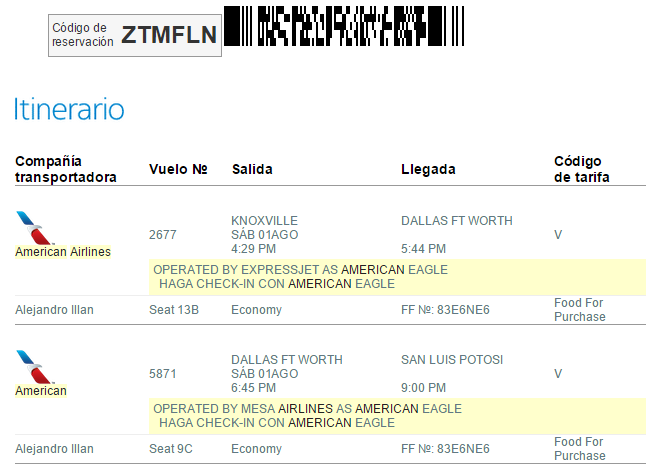 Código de
reservación ZTMFLN
Itinerario
Compañía transportadora Vuelo Nº Salida Llegada Código de tarifa
American Airlines 2677 KNOXVILLE DALLAS FT WORTH V
SÁB 01AGO
4:29 PM 5:44 PM
OPERATED BY EXPRESSJET AS AMERICAN EAGLE
HAGA CHECK-IN CON AMERICAN EAGLE
Alejandro Illan Seat 13B Economy FF №: 83E6NE6 Food For Purchase
American 5871 DALLAS FT WORTH SAN LUIS POTOSI V
SÁB 01AGO
6:45 PM 9:00 PM
OPERATED BY MESA AIRLINES AS AMERICAN EAGLE
HAGA CHECK-IN CON AMERICAN EAGLE
Alejandro Illan Seat 9C Economy FF №: 83E6NE6 Food For Purchase